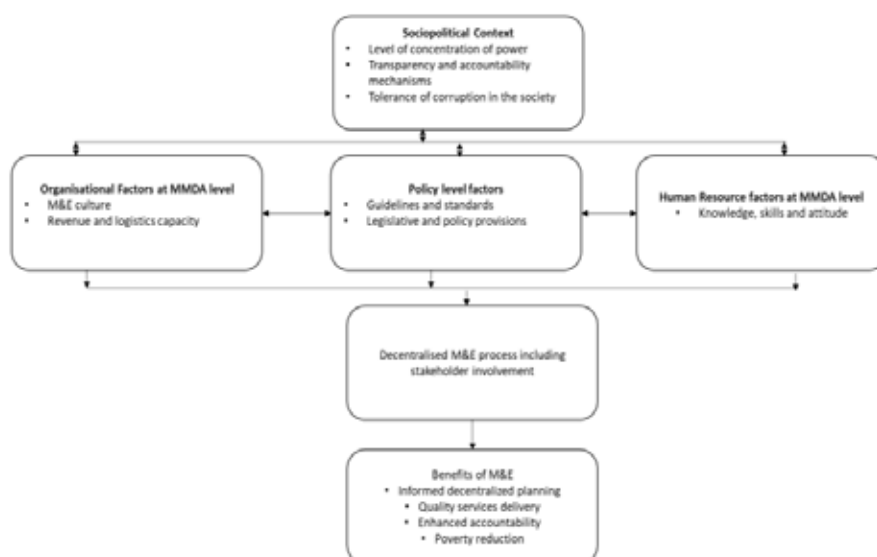 Sociopolitical Context
• Level of concentration of power
• Transparency and accountability
mechanisms
• Tolerance of corruption in the society
Organisational Factors at MMDA level
• M&E culture
• Revenue and logistics capacity
Policy level factors
• Guidelines and standards
• Legislative and policy provisions
Human Resource factors at MMDA level
• Knowledge, skills and attitude
Decentralised M&E process including
stakeholder involvement
Benefits of M&E
• Informed decentralized planning
• Quality services delivery
• Enhanced accountability
• Poverty reduction